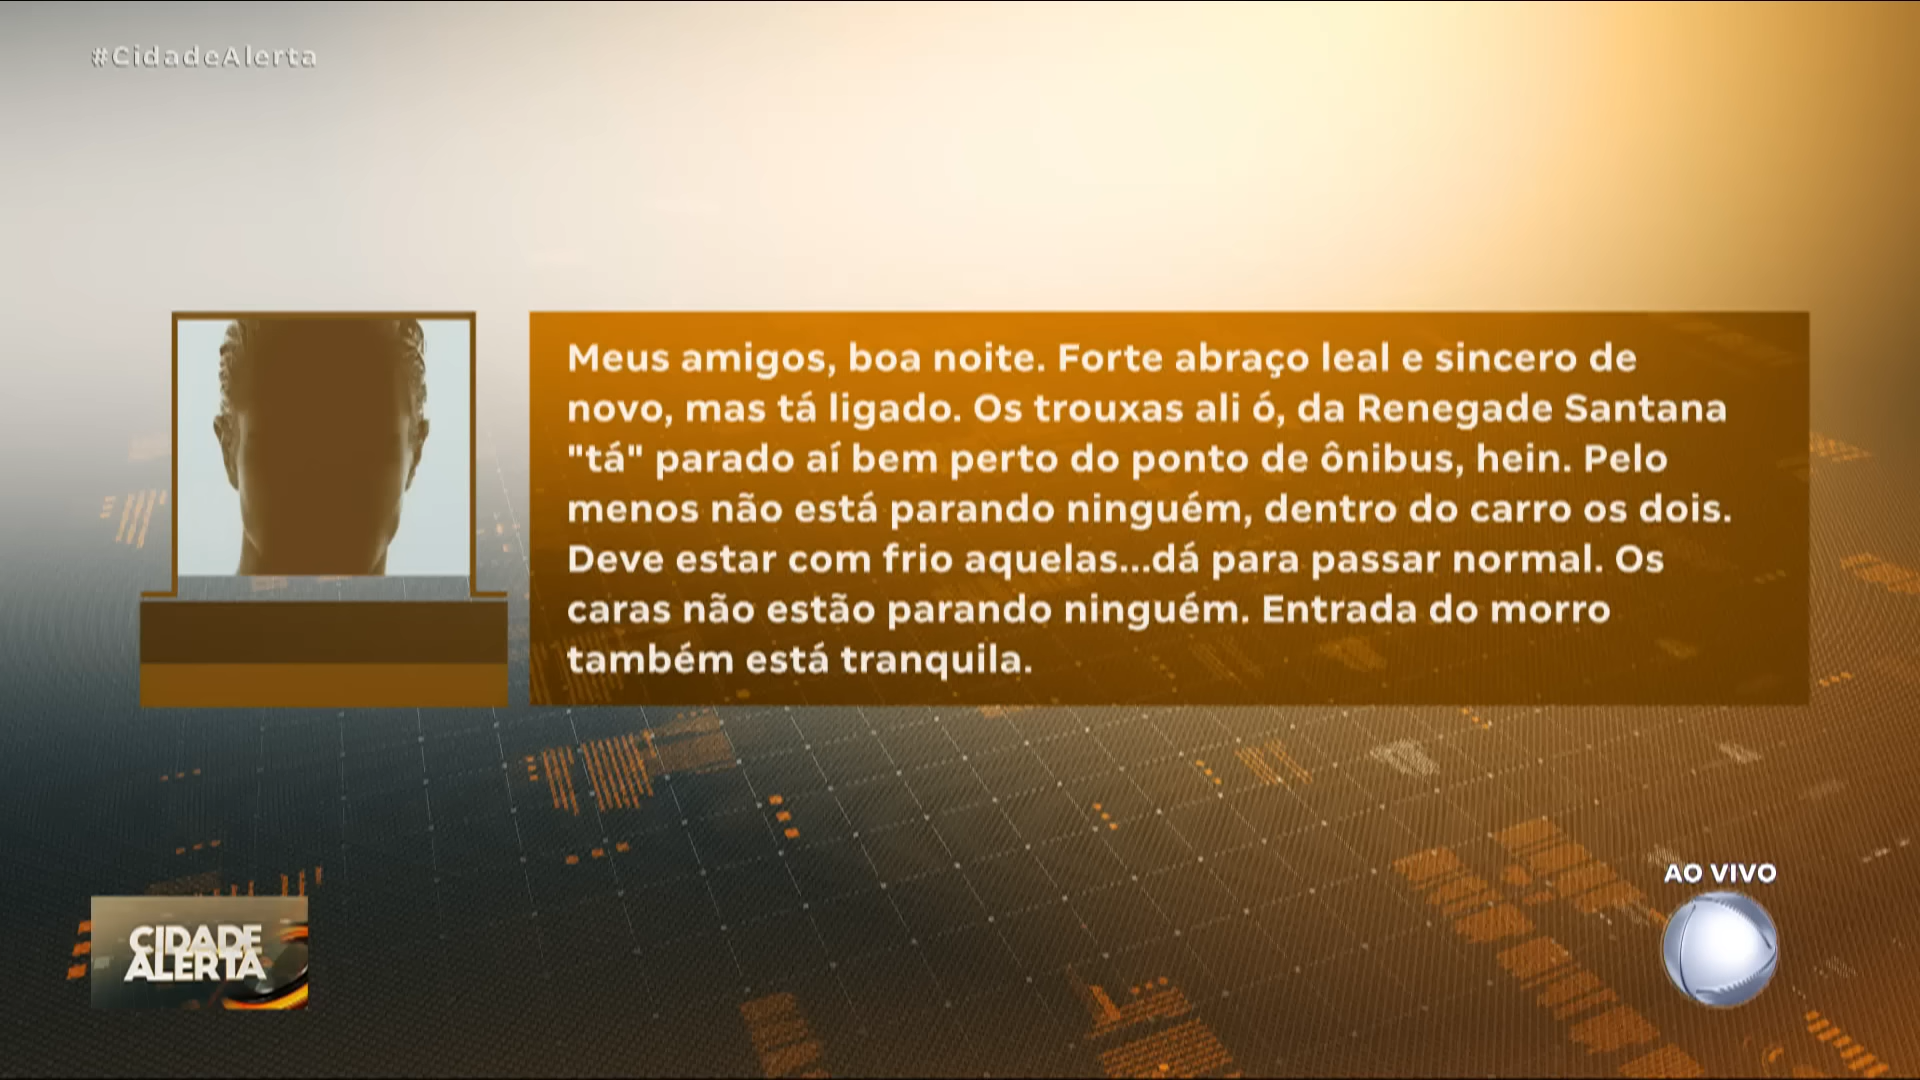 #CidadeAlerta
Meus amigos, boa noite. Forte abraço leal e sincero de
novo, mas tá ligado. Os trouxas ali ó, da Renegade Santana
"tá" parado aí bem perto do ponto de ônibus, hein. Pelo
menos não está parando ninguém, dentro do carro os dois.
Deve estar com frio aquelas...dá para passar normal. Os
caras não estão parando ninguém. Entrada do morro
também está tranquila.
AO VIVO
CIDADE
ALERTA